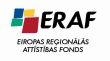 ERAF
EIROPAS REĢIONĀLĀS
ATTĪSTĪBAS FONDS